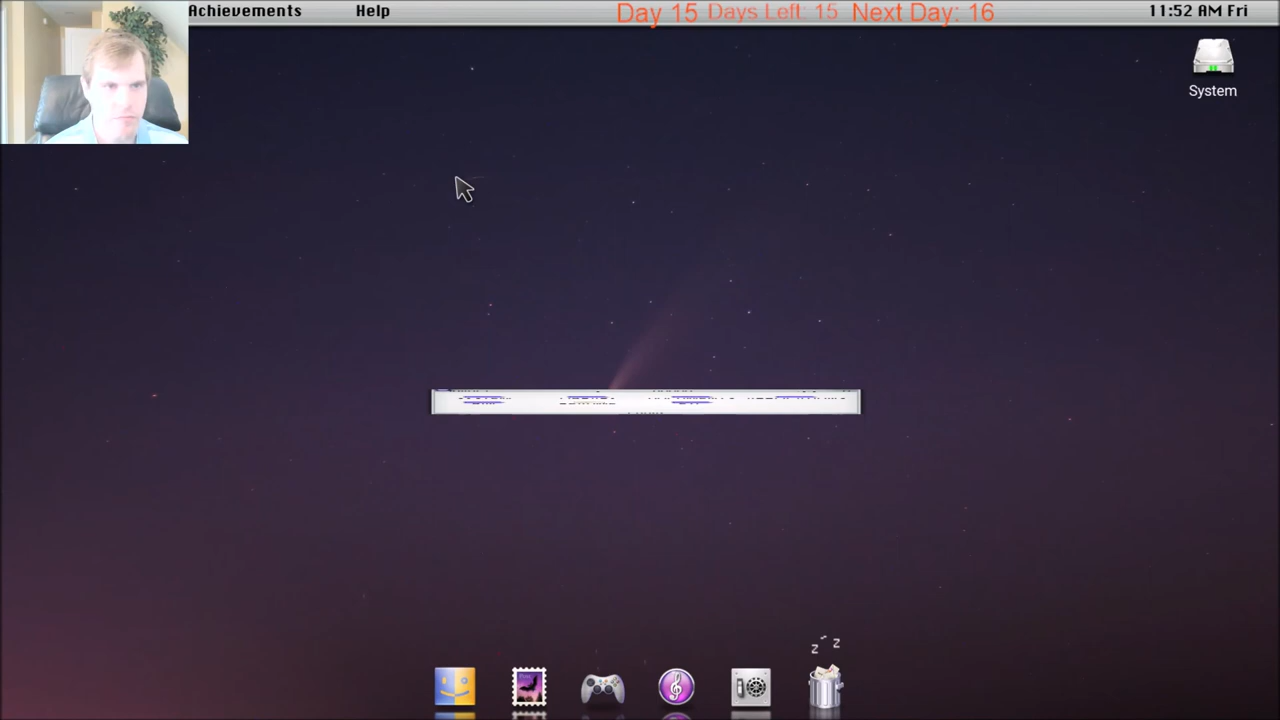 Achievements Help Day 15 Days Left: 15 Next Day: 16 11:52 AM Fri
System
z z z